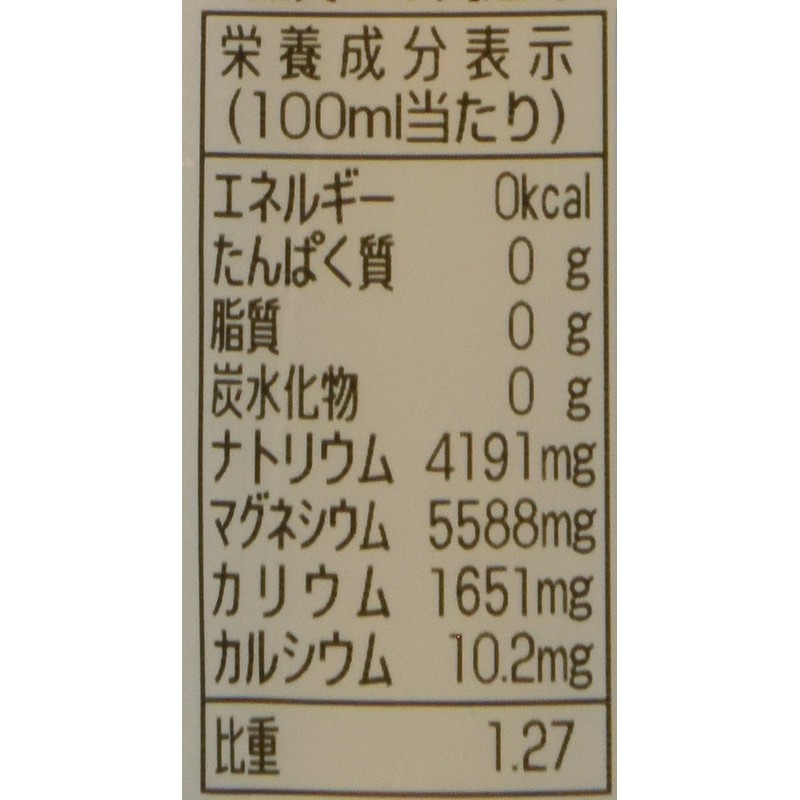 栄養成分表示
(100ml当たり)
エネルギー 0kcal
たんぱく質 0 g
脂質 0 g
炭水化物 0 g
ナトリウム 4191mg
マグネシウム 5588mg
カリウム 1651mg
カルシウム 10.2mg
比重 1.27